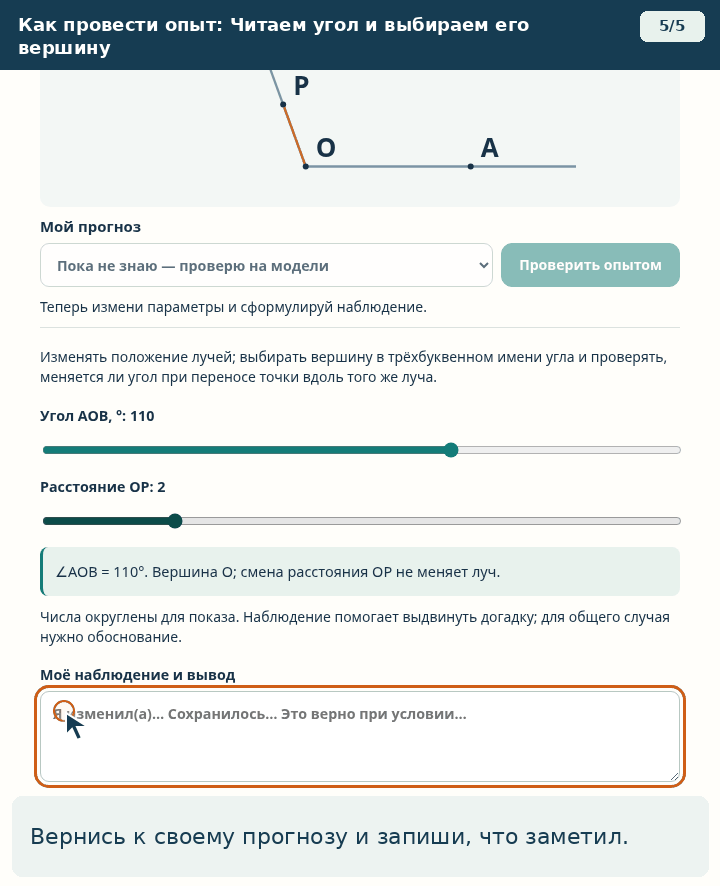 Как провести опыт: Читаем угол и выбираем его
вершину
5/5
P
O
A
Мой прогноз
Пока не знаю — проверю на модели
Проверить опытом
Теперь измени параметры и сформулируй наблюдение.
Изменять положение лучей; выбирать вершину в трёхбуквенном имени угла и проверять,
меняется ли угол при переносе точки вдоль того же луча.
Угол AOB, °: 110
Расстояние OP: 2
∠AOB = 110°. Вершина O; смена расстояния OP не меняет луч.
Числа округлены для показа. Наблюдение помогает выдвинуть догадку; для общего случая
нужно обоснование.
Моё наблюдение и вывод
Я изменил(а)... Сохранилось... Это верно при условии...
Вернись к своему прогнозу и запиши, что заметил.